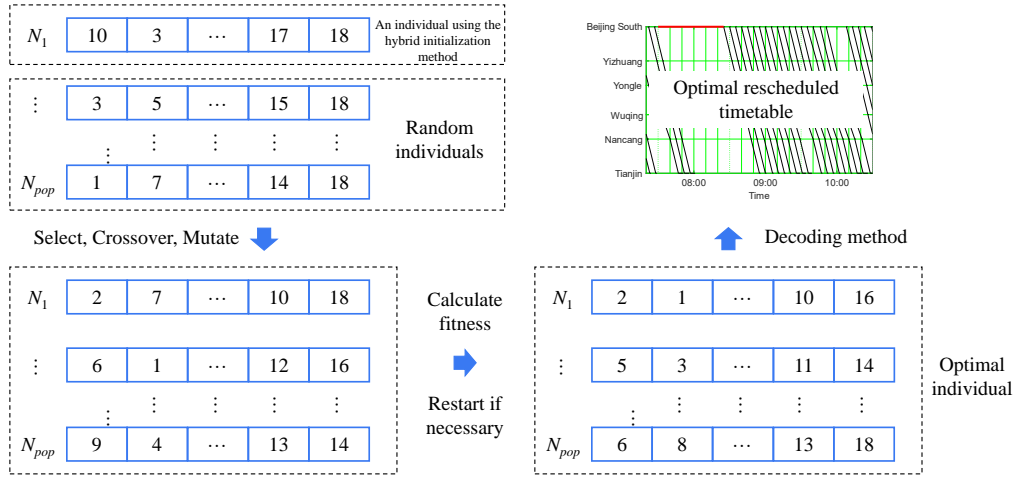 N1 10 3 ⋯ 17 18
An individual using the
hybrid initialization
method
⋮ 3 5 ⋯ 15 18
⋮ ⋮ ⋮ ⋮ ⋮
Npop 1 7 ⋯ 14 18
Random
individuals
Select, Crossover, Mutate
N1 2 7 ⋯ 10 18
⋮ 6 1 ⋯ 12 16
⋮ ⋮ ⋮ ⋮ ⋮
Npop 9 4 ⋯ 13 14
Calculate
fitness
Restart if
necessary
N1 2 1 ⋯ 10 16
⋮ 5 3 ⋯ 11 14
⋮ ⋮ ⋮ ⋮ ⋮
Npop 6 8 ⋯ 13 18
Optimal
individual
Decoding method
Beijing South
Yizhuang
Yongle
Wuqing
Nancang
Tianjin
Optimal rescheduled
timetable
08:00 09:00 10:00
Time